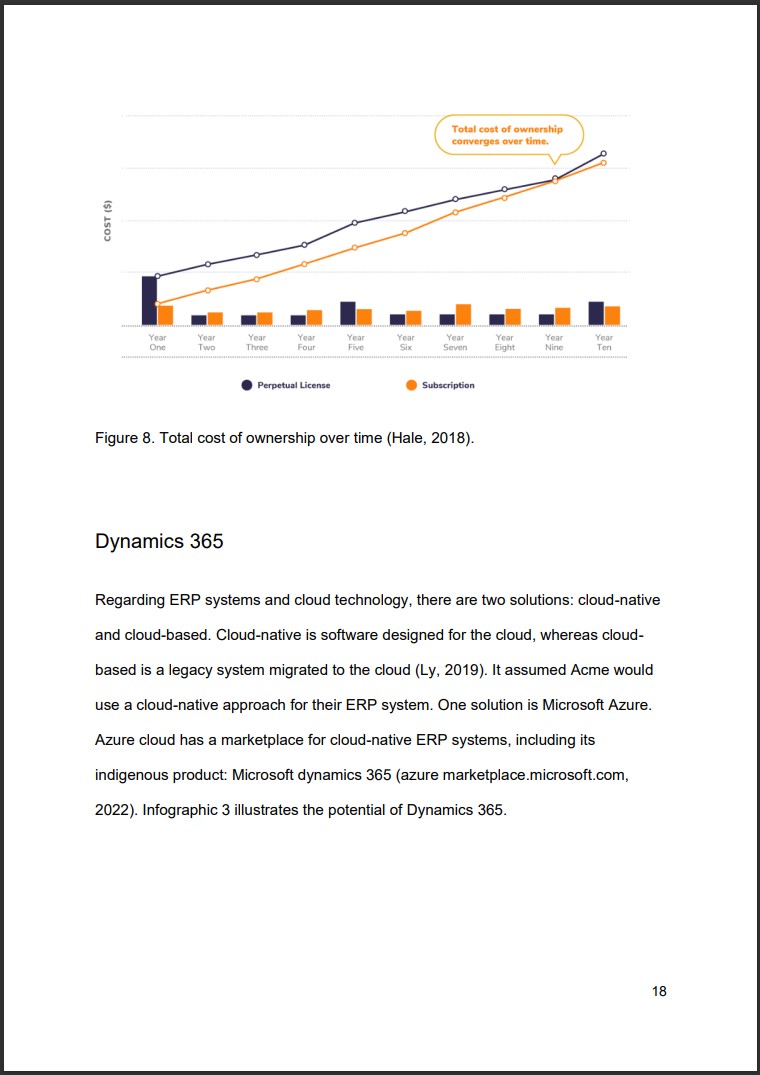 Total cost of ownership
converges over time.
COST ($)
Year One
Year Two
Year Three
Year Four
Year Five
Year Six
Year Seven
Year Eight
Year Nine
Year Ten
Perpetual License
Subscription
Figure 8. Total cost of ownership over time (Hale, 2018).
Dynamics 365
Regarding ERP systems and cloud technology, there are two solutions: cloud-native
and cloud-based. Cloud-native is software designed for the cloud, whereas cloud-
based is a legacy system migrated to the cloud (Ly, 2019). It assumed Acme would
use a cloud-native approach for their ERP system. One solution is Microsoft Azure.
Azure cloud has a marketplace for cloud-native ERP systems, including its
indigenous product: Microsoft dynamics 365 (azure marketplace.microsoft.com,
2022). Infographic 3 illustrates the potential of Dynamics 365.
18